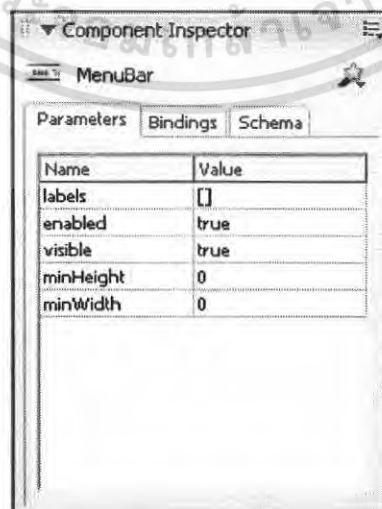 Component Inspector
MenuBar
Parameters Bindings Schema
Name Value
labels []
enabled true
visible true
minHeight 0
minWidth 0